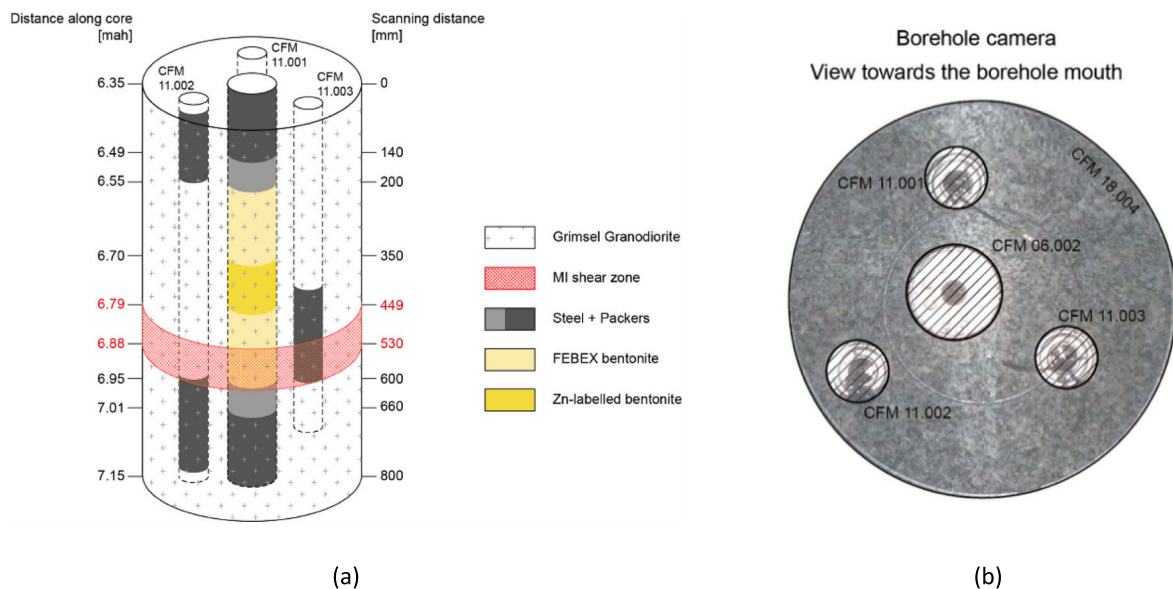 Distance along core
[mah]
Scanning distance
[mm]
CFM
11.001
CFM
11.002
CFM
11.003
6.35
0
6.49
140
6.55
200
6.70
350
6.79
449
6.88
530
6.95
600
7.01
660
7.15
800
Grimsel Granodiorite
MI shear zone
Steel + Packers
FEBEX bentonite
Zn-labelled bentonite
(a)
Borehole camera
View towards the borehole mouth
CFM 18.004
CFM 11.001
CFM 06.002
CFM 11.003
CFM 11.002
(b)